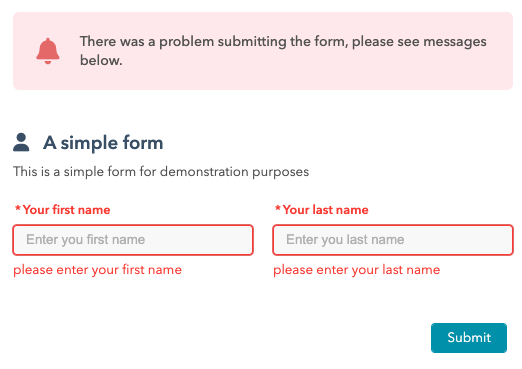 There was a problem submitting the form, please see messages
below.
A simple form
This is a simple form for demonstration purposes
* Your first name * Your last name
Enter you first name Enter you last name
please enter your first name please enter your last name
Submit